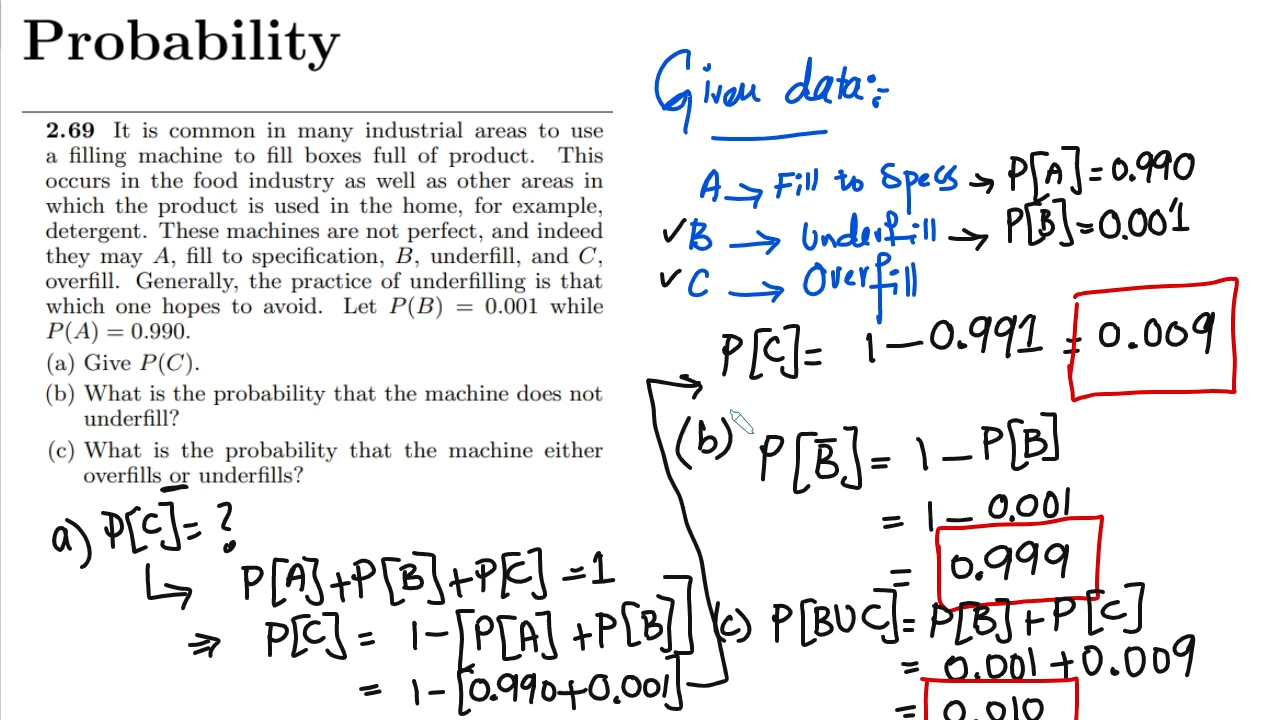 Probability
2.69 It is common in many industrial areas to use
a filling machine to fill boxes full of product. This
occurs in the food industry as well as other areas in
which the product is used in the home, for example,
detergent. These machines are not perfect, and indeed
they may A, fill to specification, B, underfill, and C,
overfill. Generally, the practice of underfilling is that
which one hopes to avoid. Let P(B) = 0.001 while
P(A) = 0.990.
(a) Give P(C).
(b) What is the probability that the machine does not
underfill?
(c) What is the probability that the machine either
overfills or underfills?
a) P[C]= ?
↳ P[A]+P[B]+P[C] =1
⇒ P[C] = 1-[P[A] +P[B]]
= 1-[0.990+0.001]
Given data:-
A → Fill to Specs → P[A]=0.990
✓B → Underfill → P[B]=0.001
✓C → Overfill
P[C]= 1-0.991 = 0.009
(b) P[B̄]= 1-P[B]
= 1-0.001
= 0.999
(c) P[BUC]= P[B]+P[C]
= 0.001+0.009
= 0.010